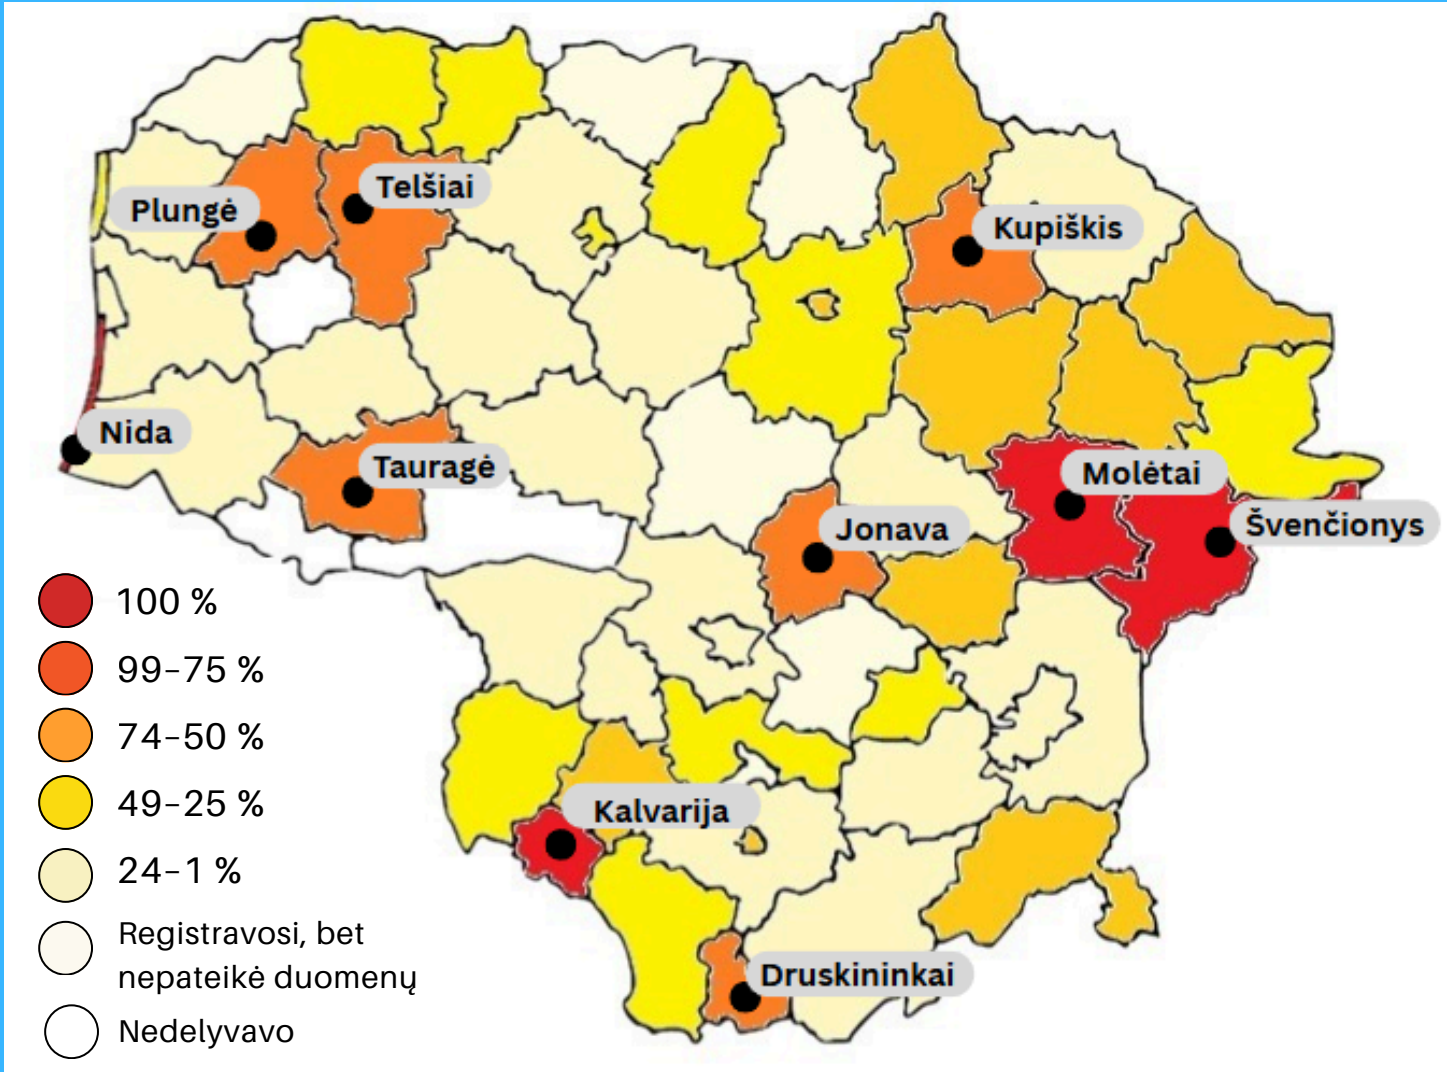 Telšiai
Plungė
Kupiškis
Nida
Tauragė
Molėtai
Jonava
Švenčionys
Kalvarija
Druskininkai
100 %
99-75 %
74-50 %
49-25 %
24-1 %
Registravosi, bet
nepateikė duomenų
Nedelyvavo